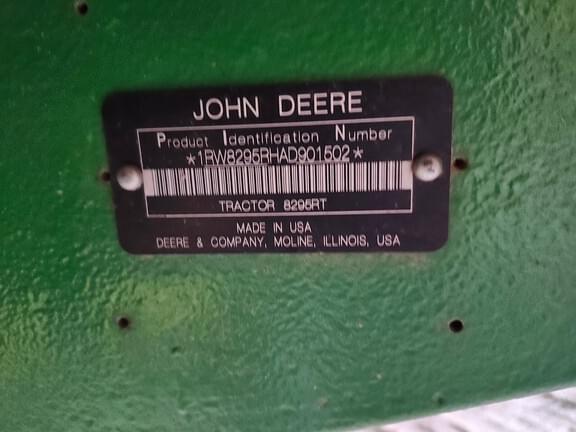 JOHN DEERE
Product Identification Number
*1RW8295RHAD901502*
TRACTOR 8295RT
MADE IN USA
DEERE & COMPANY, MOLINE, ILLINOIS, USA